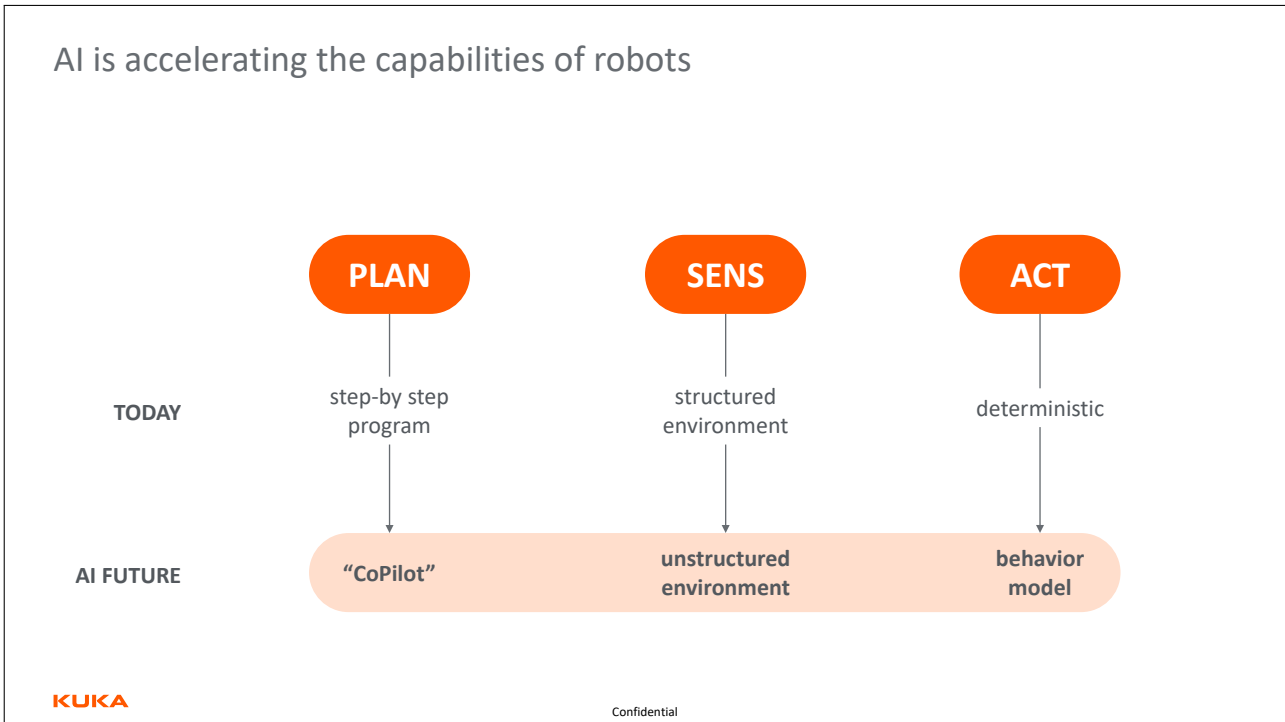 AI is accelerating the capabilities of robots
PLAN
SENS
ACT
TODAY
step-by step
program
structured
environment
deterministic
AI FUTURE
“CoPilot”
unstructured
environment
behavior
model
KUKA
Confidential